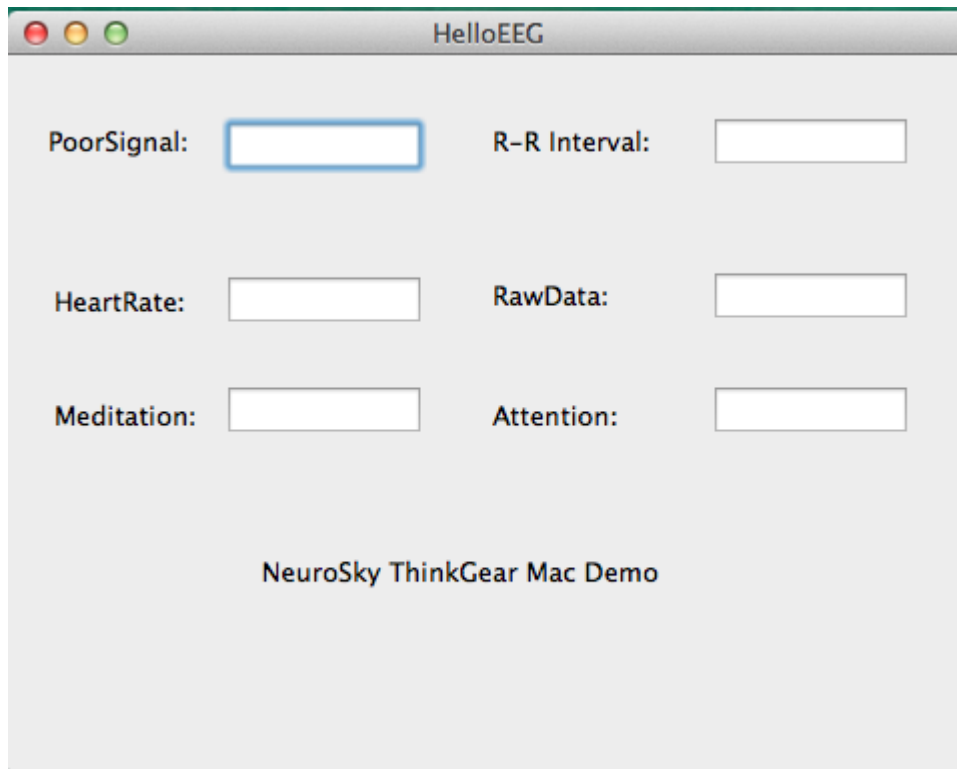 HelloEEG
PoorSignal:
R-R Interval:
HeartRate:
RawData:
Meditation:
Attention:
NeuroSky ThinkGear Mac Demo